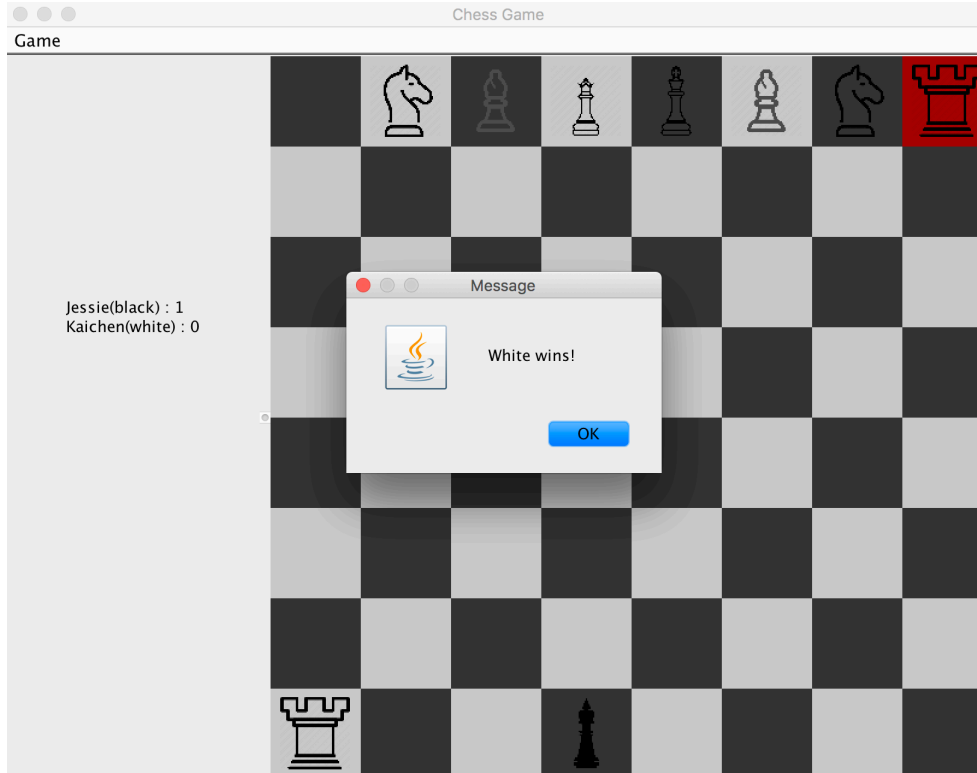 Chess Game
Game
Message
White wins!
OK
Jessie(black) : 1
Kaichen(white) : 0